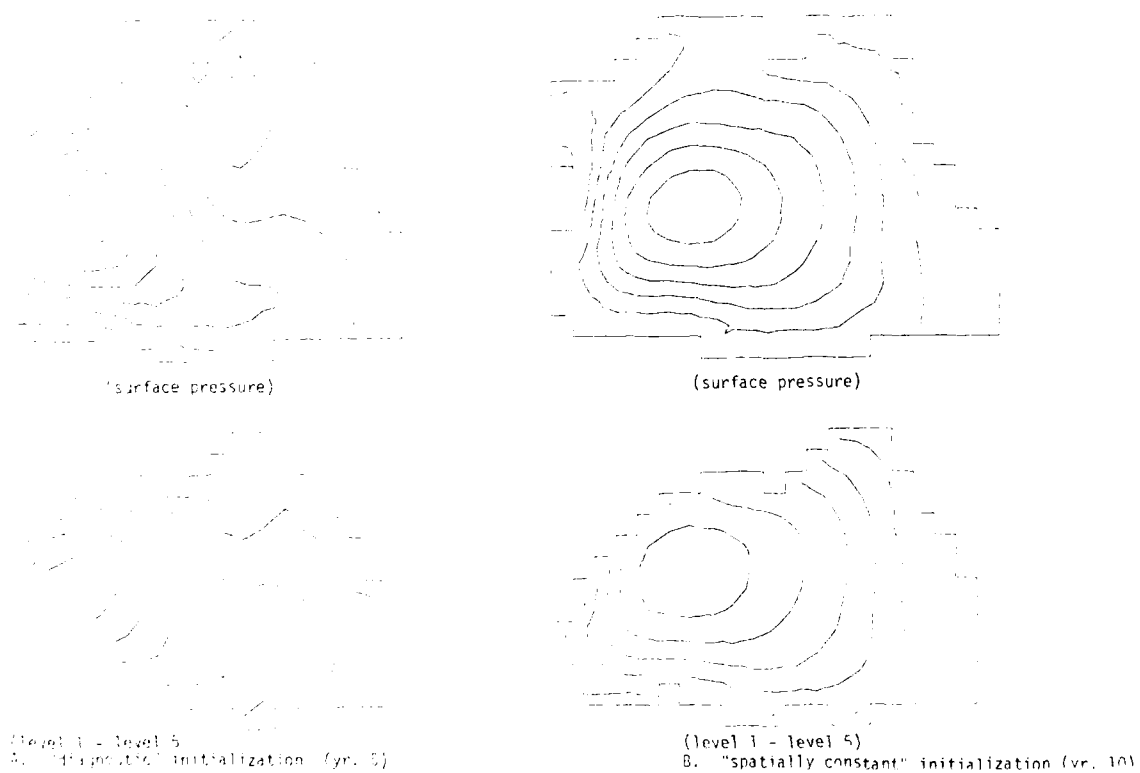 (surface pressure)
(surface pressure)
(level 1 - level 5
A. "diagnostic" initialization (yr. 5)
(level 1 - level 5)
B. "spatially constant" initialization (yr. 10)